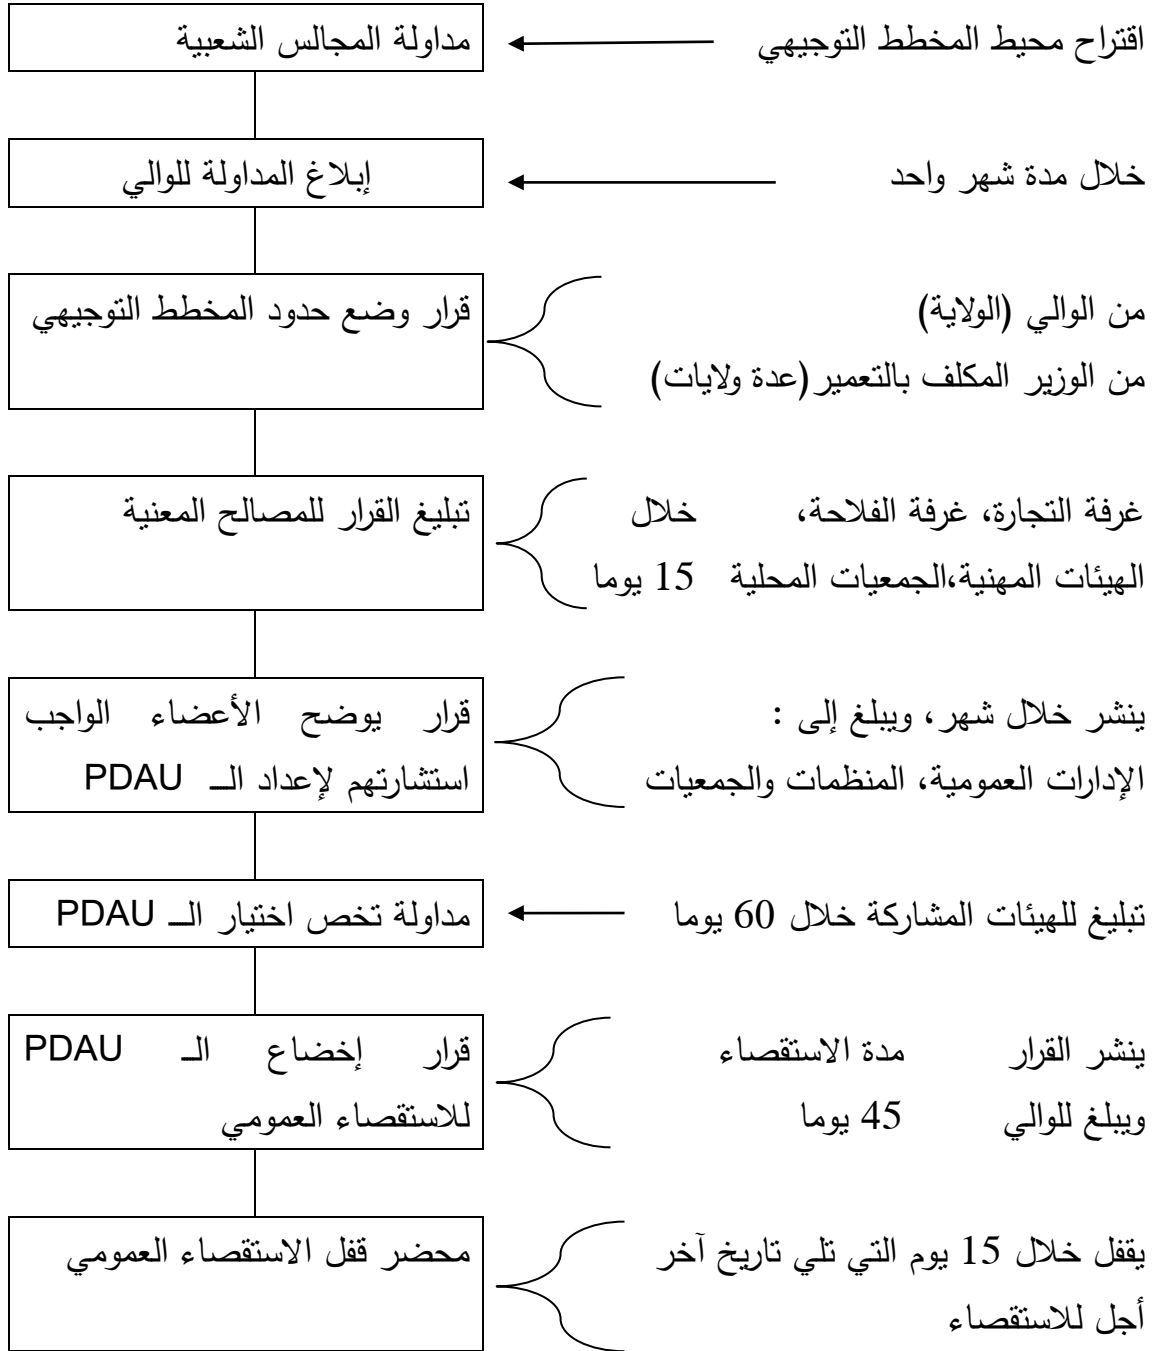 اقتراح محيط المخطط التوجيهي
مداولة المجالس الشعبية
خلال مدة شهر واحد
إبلاغ المداولة للوالي
من الوالي (الولاية)
من الوزير المكلف بالتعمير (عدة ولايات)
قرار وضع حدود المخطط التوجيهي
غرفة التجارة، غرفة الفلاحة، خلال
الهيئات المهنية،الجمعيات المحلية 15 يوما
تبليغ القرار للمصالح المعنية
ينشر خلال شهر، ويبلغ إلى :
الإدارات العمومية، المنظمات والجمعيات
قرار يوضح الأعضاء الواجب
استشارتهم لإعداد الـ PDAU
تبليغ للهيئات المشاركة خلال 60 يوما
مداولة تخص اختيار الـ PDAU
ينشر القرار مدة الاستقصاء
ويبلغ للوالي 45 يوما
قرار إخضاع الـ PDAU
للاستقصاء العمومي
يقفل خلال 15 يوم التي تلي تاريخ آخر
أجل للاستقصاء
محضر قفل الاستقصاء العمومي